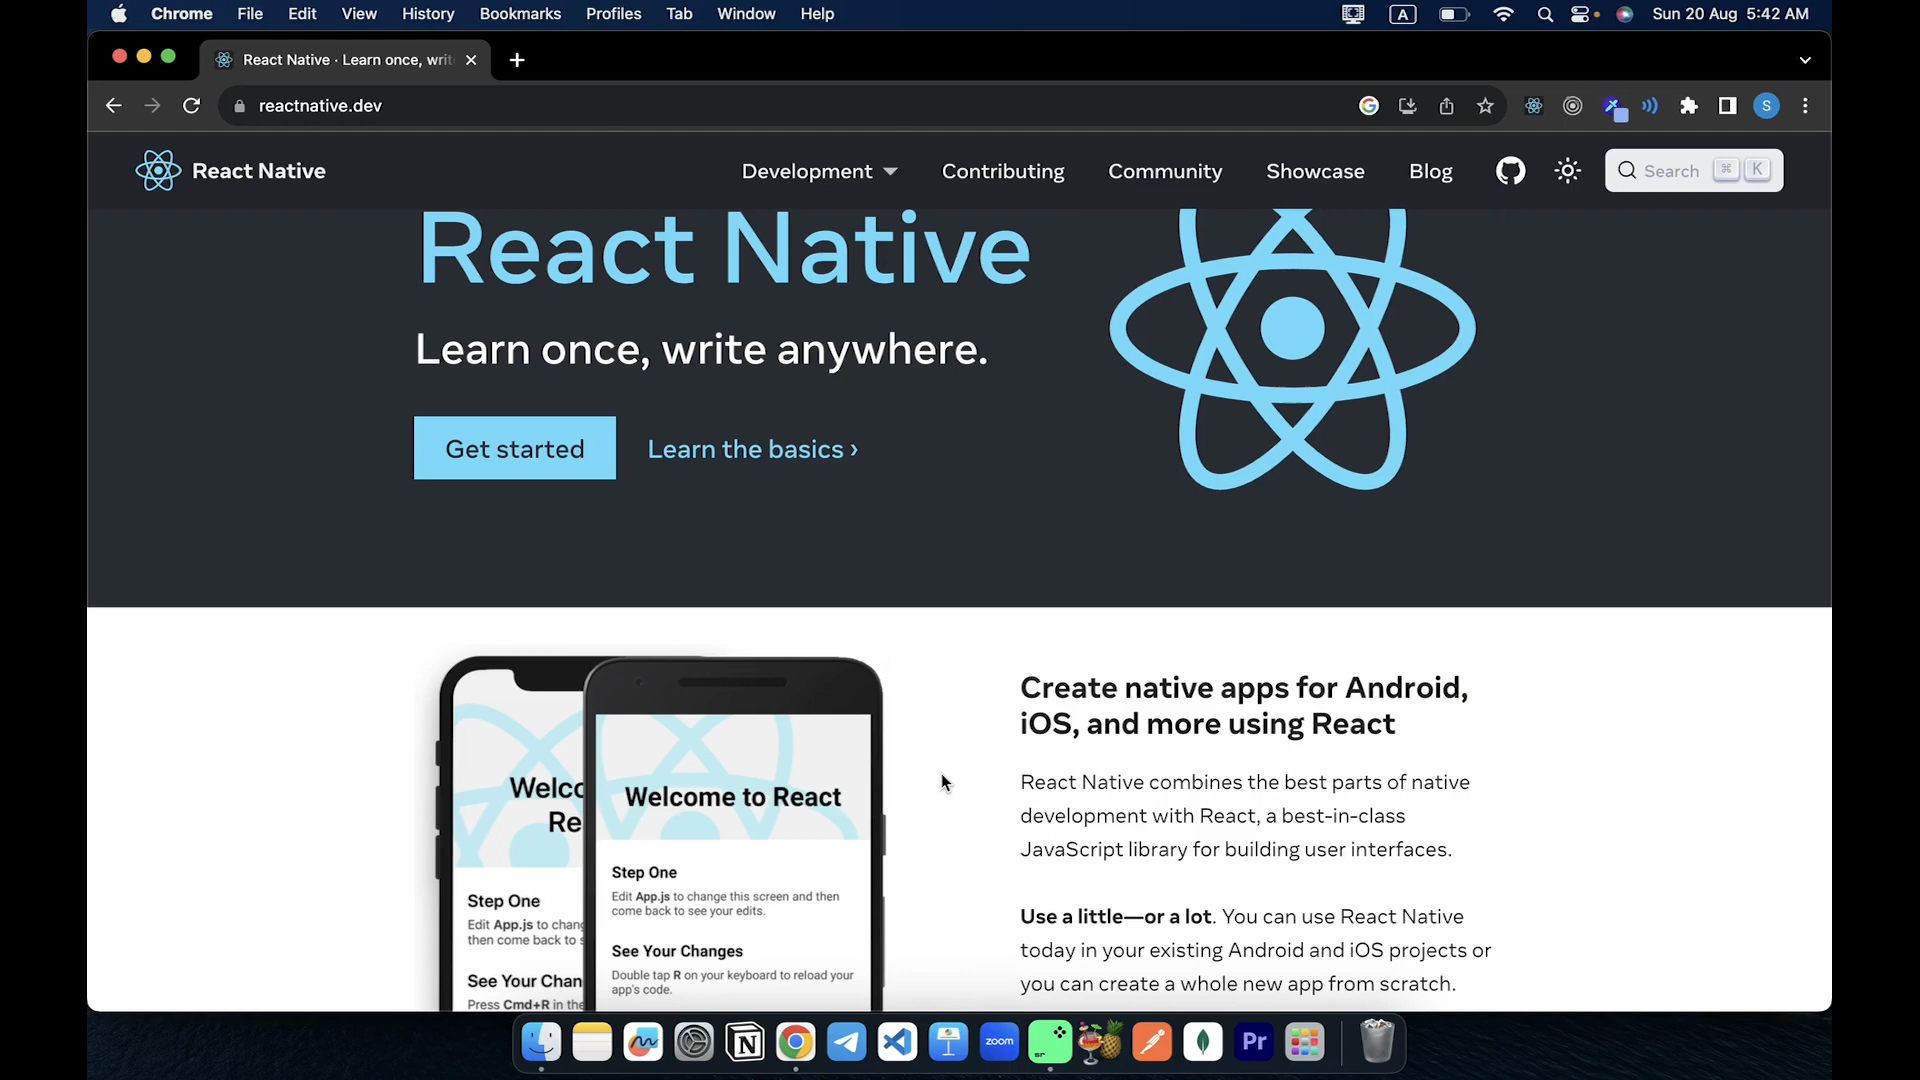 Chrome File Edit View History Bookmarks Profiles Tab Window Help
A
Sun 20 Aug 5:42 AM
React Native · Learn once, writ
reactnative.dev
S
React Native
Development Contributing Community Showcase Blog
Search ⌘ K
React Native
Learn once, write anywhere.
Get started
Learn the basics ›
Welcome to React
Step One
Edit App.js to change this screen and then
come back to see your edits.
See Your Changes
Double tap R on your keyboard to reload your
app's code.
Welc
Re
Step One
Edit App.js to chang
then come back to s
See Your Chan
Press Cmd+R in the
Create native apps for Android,
iOS, and more using React
React Native combines the best parts of native
development with React, a best-in-class
JavaScript library for building user interfaces.
Use a little—or a lot. You can use React Native
today in your existing Android and iOS projects or
you can create a whole new app from scratch.
zoom
sr
Pr